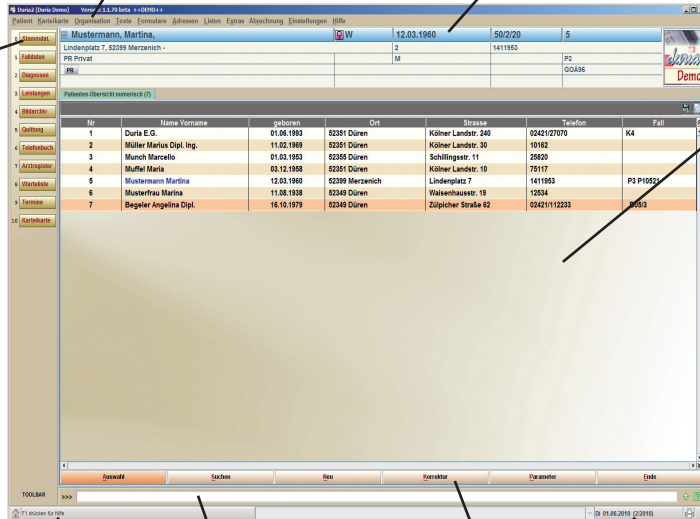 Duria2 [Duria Demo] Version: 1.1.70 beta ++DEMO++
Patient Karteikarte Organisation Texte Formulare Adressen Listen Extras Abrechnung Einstellungen Hilfe
0 Stammdat.
1 Falldaten
2 Diagnosen
3 Leistungen
4 Bildarchiv
5 Quittung
6 Telefonbuch
7 Arztregister
8 Warteliste
9 Termine
10 Karteikarte
TOOLBAR
Mustermann, Martina, W 12.03.1960 50/2/20 5
Lindenplatz 7, 52399 Merzenich - 2 1411953
PR Privat M P3
PR GOÄ96
duria
Demo
Patienten-Übersicht numerisch (7)
Nr Name Vorname geboren Ort Strasse Telefon Fall
1 Duria E.G. 01.06.1993 52351 Düren Kölner Landstr. 240 02421/27070 K4
2 Müller Marius Dipl. Ing. 11.02.1969 52351 Düren Kölner Landstr. 30 10162
3 Munch Marcello 01.03.1953 52355 Düren Schillingsstr. 11 25820
4 Muffel Maria 03.12.1958 52351 Düren Kölner Landstr. 10 75117
5 Mustermann Martina 12.03.1960 52399 Merzenich Lindenplatz 7 1411953 P3 P10521
6 Musterfrau Marina 11.08.1938 52349 Düren Waisenhausstr. 19 12534
7 Begeler Angelina Dipl. 16.10.1979 52349 Düren Zülpicher Straße 62 02421/112233
Auswahl Suchen Neu Korrektur Parameter Ende
>>>
F1 drücken für Hilfe Di 01.06.2010 (2/2010)